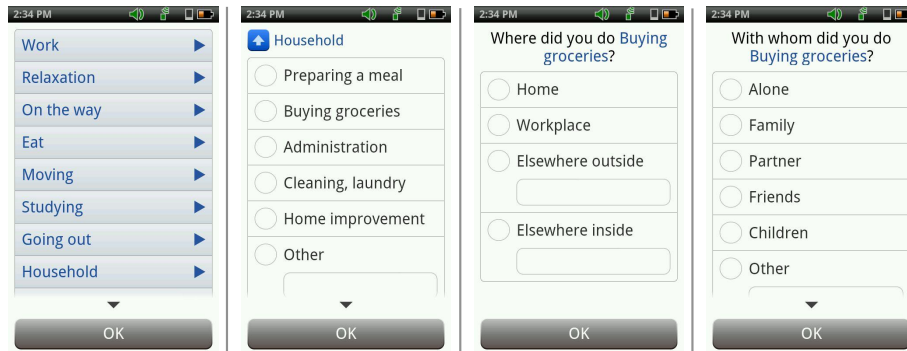 2:34 PM
Work
Relaxation
On the way
Eat
Moving
Studying
Going out
Household
OK
2:34 PM
Household
Preparing a meal
Buying groceries
Administration
Cleaning, laundry
Home improvement
Other
OK
2:34 PM
Where did you do Buying
groceries?
Home
Workplace
Elsewhere outside
Elsewhere inside
OK
2:34 PM
With whom did you do
Buying groceries?
Alone
Family
Partner
Friends
Children
Other
OK